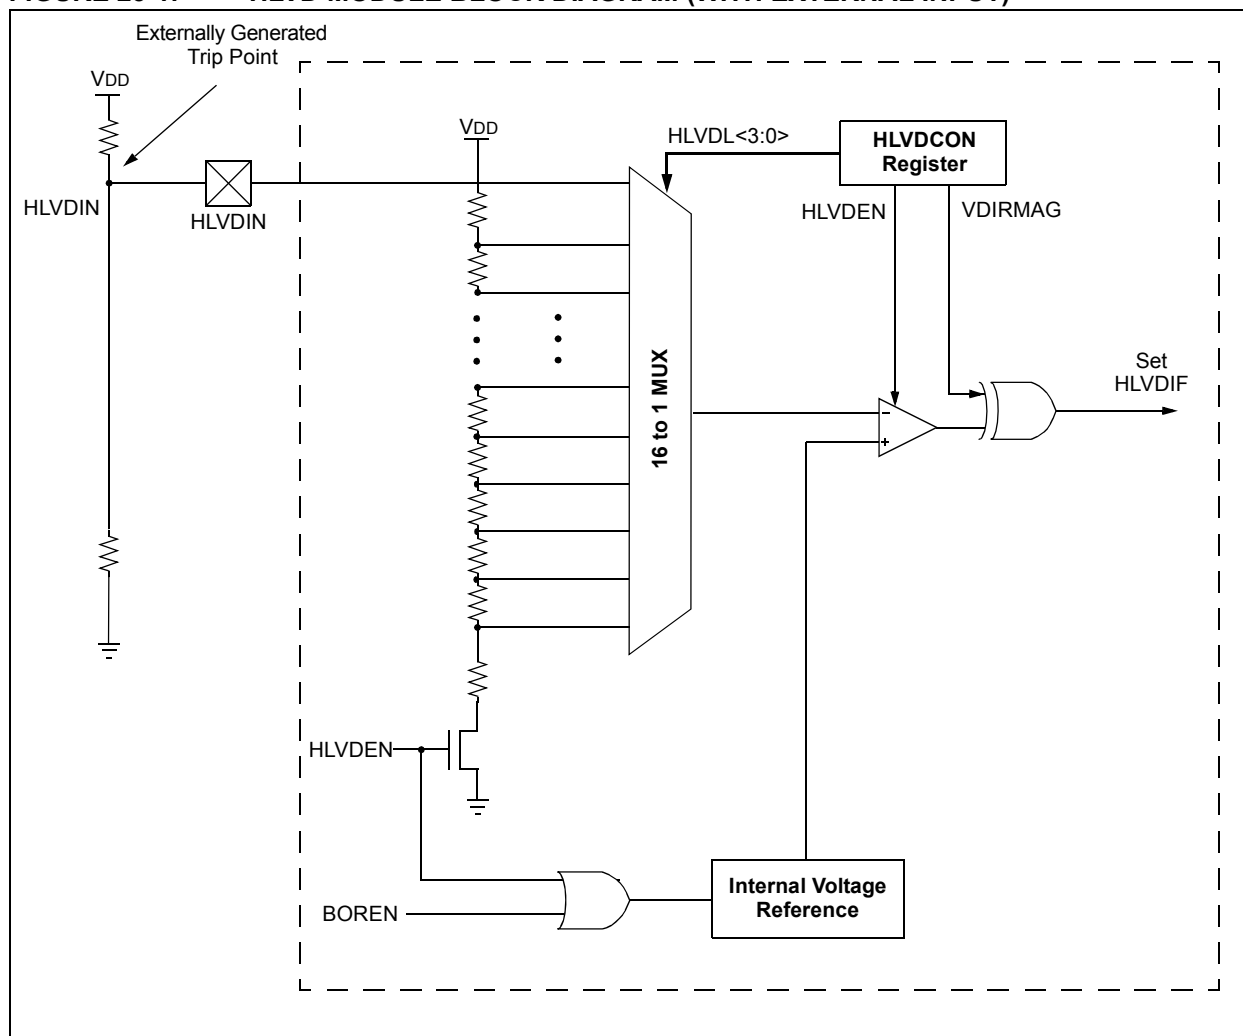 Externally Generated
Trip Point
VDD
VDD
HLVDL<3:0>
HLVDCON
Register
HLVDIN
HLVDIN
HLVDEN
VDIRMAG
16 to 1 MUX
-
+
Set
HLVDIF
HLVDEN
BOREN
Internal Voltage
Reference